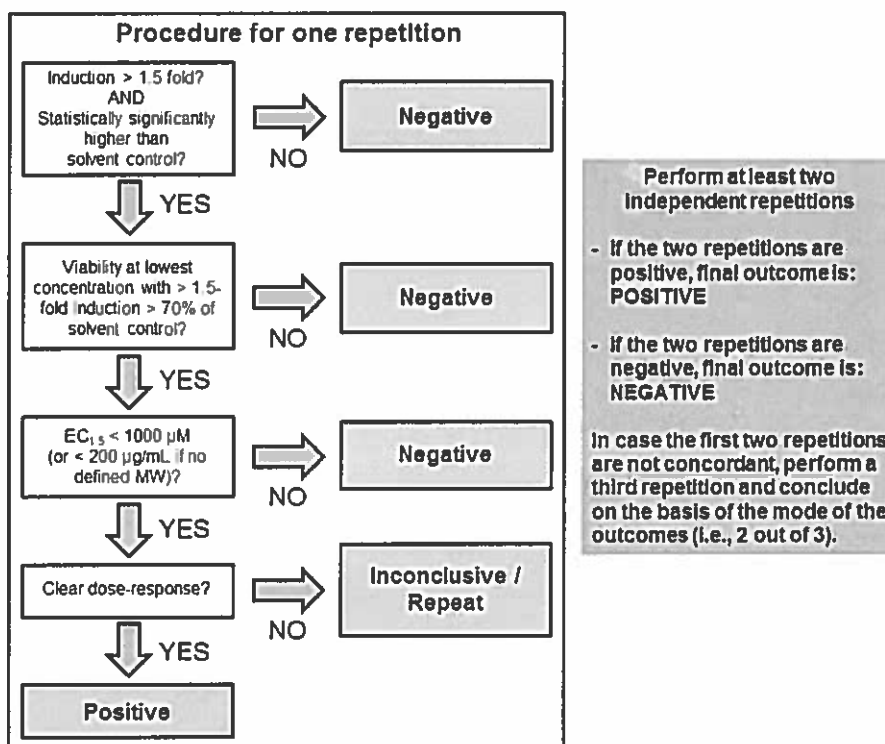 Procedure for one repetition
Induction > 1.5 fold?
AND
Statistically significantly
higher than
solvent control?
NO
Negative
YES
Viability at lowest
concentration with > 1.5-
fold induction > 70% of
solvent control?
NO
Negative
YES
EC1.5 < 1000 µM
(or < 200 µg/mL if no
defined MW)?
NO
Negative
YES
Clear dose-response?
NO
Inconclusive /
Repeat
YES
Positive
Perform at least two
independent repetitions
- If the two repetitions are
positive, final outcome is:
POSITIVE
- If the two repetitions are
negative, final outcome is:
NEGATIVE
In case the first two repetitions
are not concordant, perform a
third repetition and conclude
on the basis of the mode of the
outcomes (i.e., 2 out of 3).